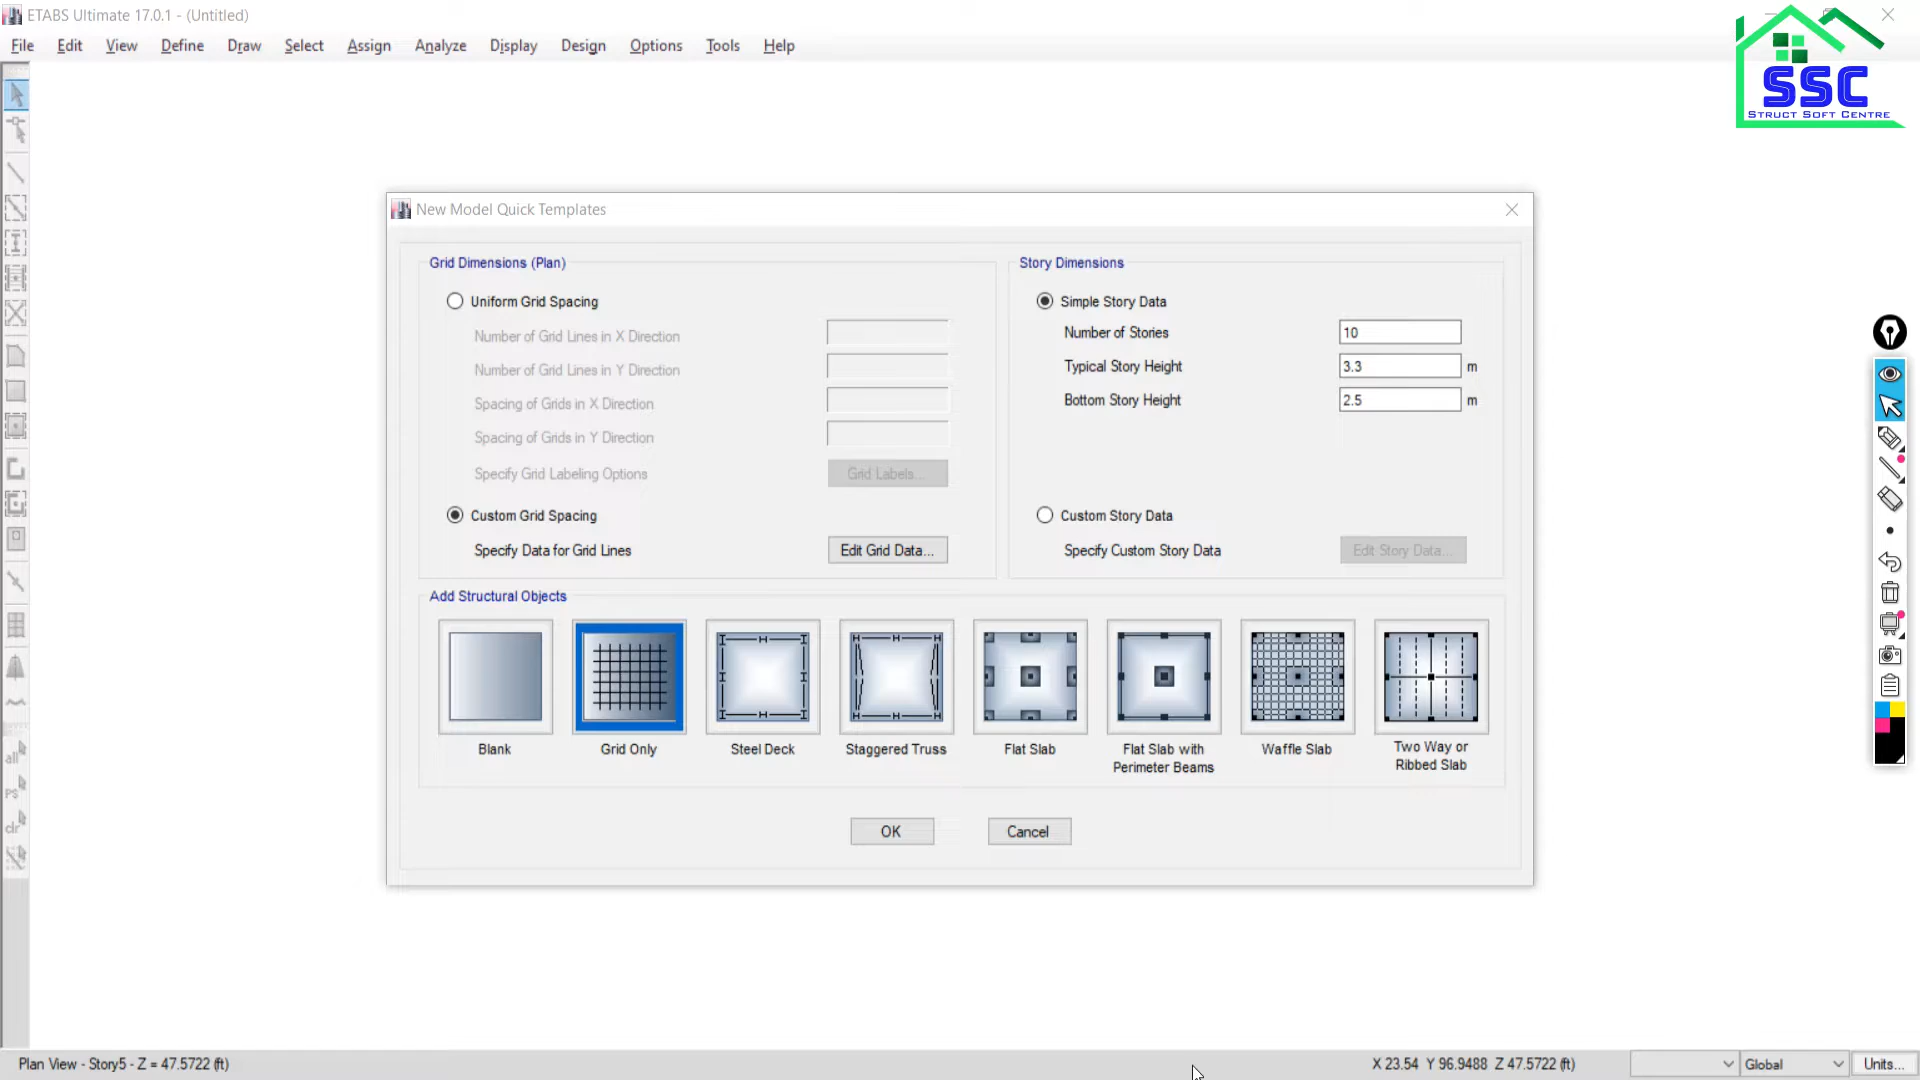 ETABS Ultimate 17.0.1 - (Untitled)
File Edit View Define Draw Select Assign Analyze Display Design Options Tools Help
SSC
STRUCT SOFT CENTRE
New Model Quick Templates
Grid Dimensions (Plan)
Uniform Grid Spacing
Number of Grid Lines in X Direction
Number of Grid Lines in Y Direction
Spacing of Grids in X Direction
Spacing of Grids in Y Direction
Specify Grid Labeling Options Grid Labels...
Custom Grid Spacing
Specify Data for Grid Lines Edit Grid Data...
Story Dimensions
Simple Story Data
Number of Stories 10
Typical Story Height 3.3 m
Bottom Story Height 2.5 m
Custom Story Data
Specify Custom Story Data Edit Story Data...
Add Structural Objects
Blank
Grid Only
Steel Deck
Staggered Truss
Flat Slab
Flat Slab with
Perimeter Beams
Waffle Slab
Two Way or
Ribbed Slab
OK Cancel
all
PS
clr
Plan View - Story5 - Z = 47.5722 (ft)
X 23.54 Y 96.9488 Z 47.5722 (ft) Global Units...